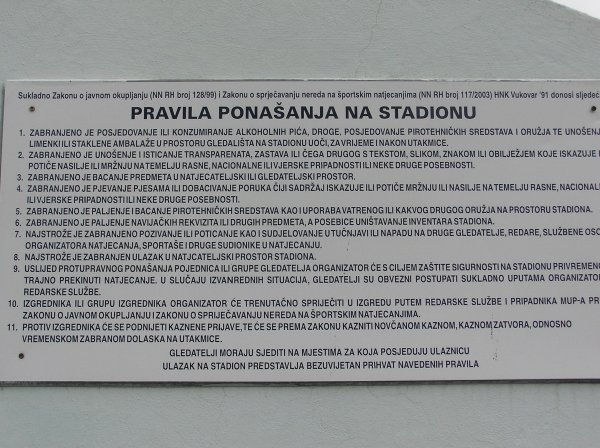 Sukladno Zakonu o javnom okupljanju (NN RH broj 128/99) i Zakonu o sprječavanju nereda na športskim natjecanjima (NN RH broj 117/2003) HNK Vukovar '91 donosi sljedeć
PRAVILA PONAŠANJA NA STADIONU
1. ZABRANJENO JE POSJEDOVANJE ILI KONZUMIRANJE ALKOHOLNIH PIĆA, DROGE, POSJEDOVANJE PIROTEHNIČKIH SREDSTAVA I ORUŽJA TE UNOŠENJE
LIMENKI ILI STAKLENE AMBALAŽE U PROSTORU GLEDALIŠTA NA STADIONU UOČI, ZA VRIJEME I NAKON UTAKMICE.
2. ZABRANJENO JE UNOŠENJE I ISTICANJE TRANSPARENATA, ZASTAVA ILI ČEGA DRUGOG S TEKSTOM, SLIKOM, ZNAKOM ILI OBILJEŽJEM KOJE ISKAZUJE I
POTIČE NASILJE ILI MRŽNJU NA TEMELJU RASNE, NACIONALNE ILI VJERSKE PRIPADNOSTI ILI NEKE DRUGE POSEBNOSTI.
3. ZABRANJENO JE BACANJE PREDMETA U NATJECATELJSKI ILI GLEDATELJSKI PROSTOR.
4. ZABRANJENO JE PJEVANJE PJESAMA ILI DOBACIVANJE PORUKA ČIJI SADRŽAJ ISKAZUJE ILI POTIČE MRŽNJU ILI NASILJE NA TEMELJU RASNE, NACIONALNE
ILI VJERSKE PRIPADNOSTI ILI NEKE DRUGE POSEBNOSTI.
5. ZABRANJENO JE PALJENJE I BACANJE PIROTEHNIČKIH SREDSTAVA KAO I UPORABA VATRENOG ILI KAKVOG DRUGOG ORUŽJA NA PROSTORU STADIONA.
6. ZABRANJENO JE PALJENJE NAVIJAČKIH REKVIZITA ILI DRUGIH PREDMETA, A POSEBICE UNIŠTAVANJE INVENTARA STADIONA.
7. NAJSTROŽE JE ZABRANJENO POZIVANJE I POTICANJE KAO I SUDJELOVANJE U TUČNJAVI ILI NAPADU NA DRUGE GLEDATELJE, REDARE, SLUŽBENE OSO
ORGANIZATORA NATJECANJA, SPORTAŠE I DRUGE SUDIONIKE U NATJECANJU.
8. NAJSTROŽE JE ZABRANJEN ULAZAK U NATJCATELJSKI PROSTOR STADIONA.
9. USLIJED PROTUPRAVNOG PONAŠANJA POJEDINCA ILI GRUPE GLEDATELJA ORGANIZATOR ĆE S CILJEM ZAŠTITE SIGURNOSTI NA STADIONU PRIVREMENO
TRAJNO PREKINUTI NATJECANJE. U SLUČAJU IZVANREDNIH SITUACIJA, GLEDATELJI SU OBVEZNI POSTUPATI SUKLADNO UPUTAMA ORGANIZATOR
REDARSKE SLUŽBE.
10. IZGREDNIKA ILI GRUPU IZGREDNIKA ORGANIZATOR ĆE TRENUTAČNO SPRIJEČITI U IZGREDU PUTEM REDARSKE SLUŽBE I PRIPADNIKA MUP-A PR
ZAKONU O JAVNOM OKUPLJANJU I ZAKONU O SPRIJEČAVANJU NEREDA NA ŠPORTSKIM NATJECANJIMA.
11. PROTIV IZGREDNIKA ĆE SE PODNIJETI KAZNENE PRIJAVE, TE ĆE SE PREMA ZAKONU KAZNITI NOVČANOM KAZNOM, KAZNOM ZATVORA, ODNOSNO
VREMENSKOM ZABRANOM DOLASKA NA UTAKMICE.
GLEDATELJI MORAJU SJEDITI NA MJESTIMA ZA KOJA POSJEDUJU ULAZNICU
ULAZAK NA STADION PREDSTAVLJA BEZUVIJETAN PRIHVAT NAVEDENIH PRAVILA